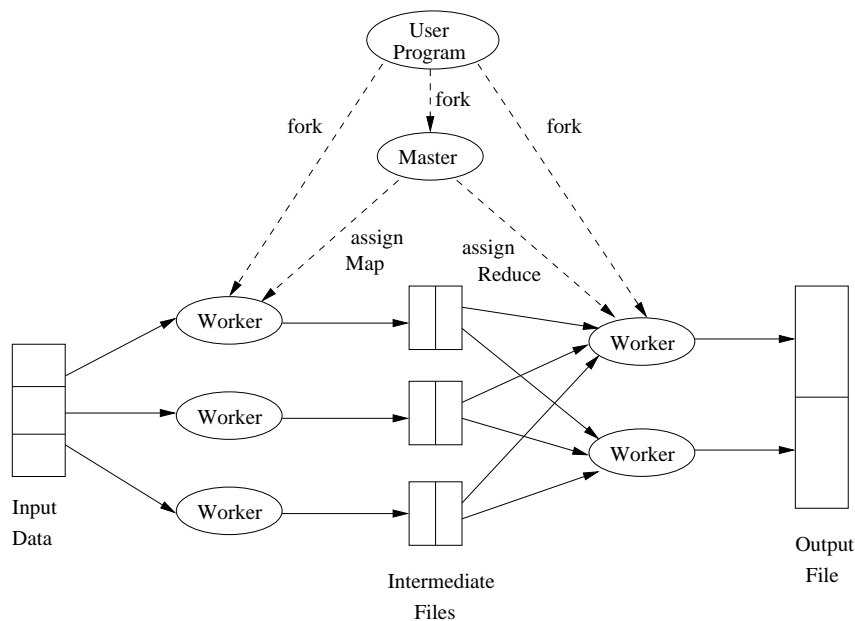 User
Program
fork
fork
fork
Master
assign
Map
assign
Reduce
Worker
Worker
Worker
Worker
Worker
Input
Data
Intermediate
Files
Output
File